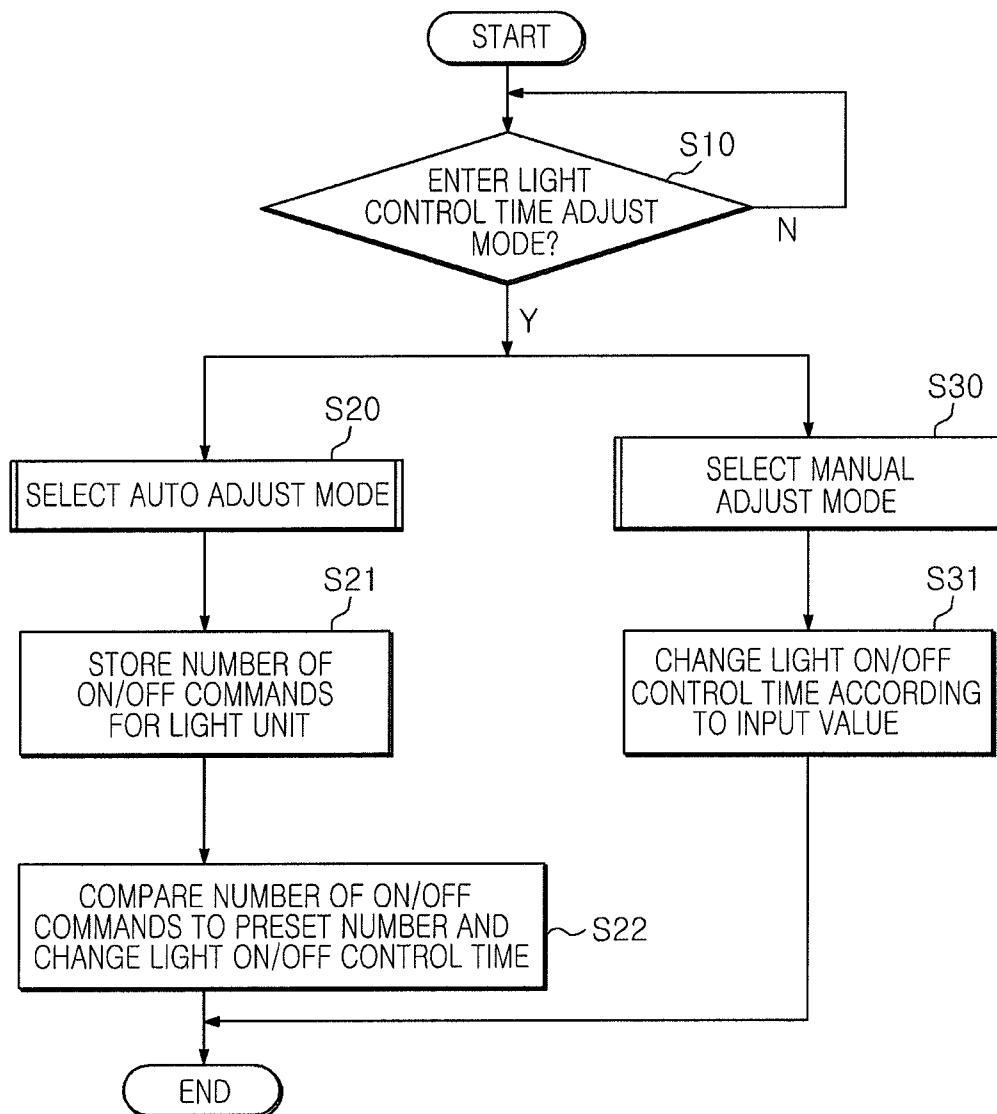 START
S10
ENTER LIGHT
CONTROL TIME ADJUST
MODE?
N
Y
S20
SELECT AUTO ADJUST MODE
S30
SELECT MANUAL
ADJUST MODE
S21
STORE NUMBER OF
ON/OFF COMMANDS
FOR LIGHT UNIT
S31
CHANGE LIGHT ON/OFF
CONTROL TIME ACCORDING
TO INPUT VALUE
COMPARE NUMBER OF ON/OFF
COMMANDS TO PRESET NUMBER AND
CHANGE LIGHT ON/OFF CONTROL TIME
S22
END